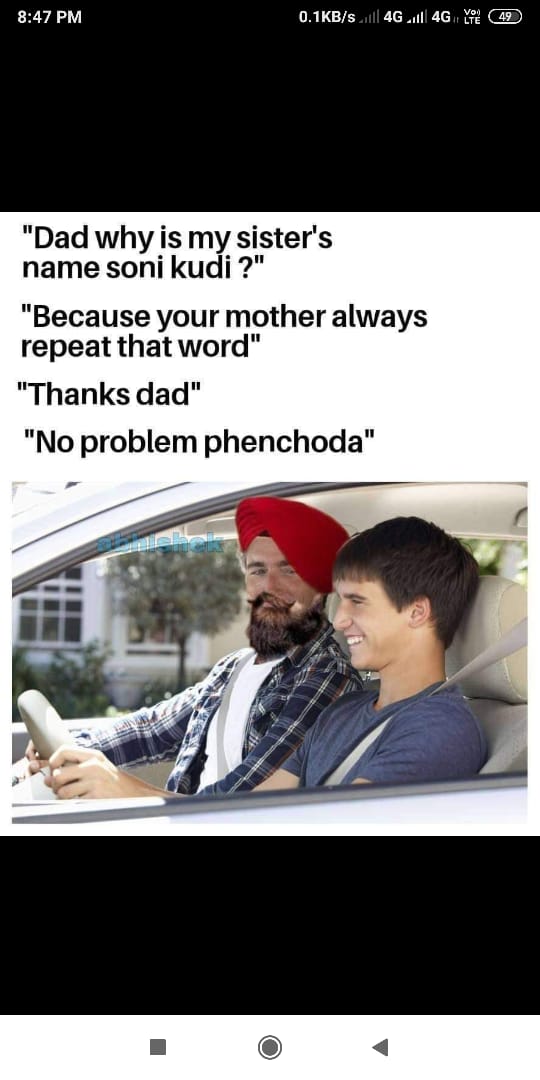 8:47 PM 0.1KB/s 4G 4G Vo) LTE 49
"Dad why is my sister's
name soni kudi ?"
"Because your mother always
repeat that word"
"Thanks dad"
"No problem phenchoda"
abhishek